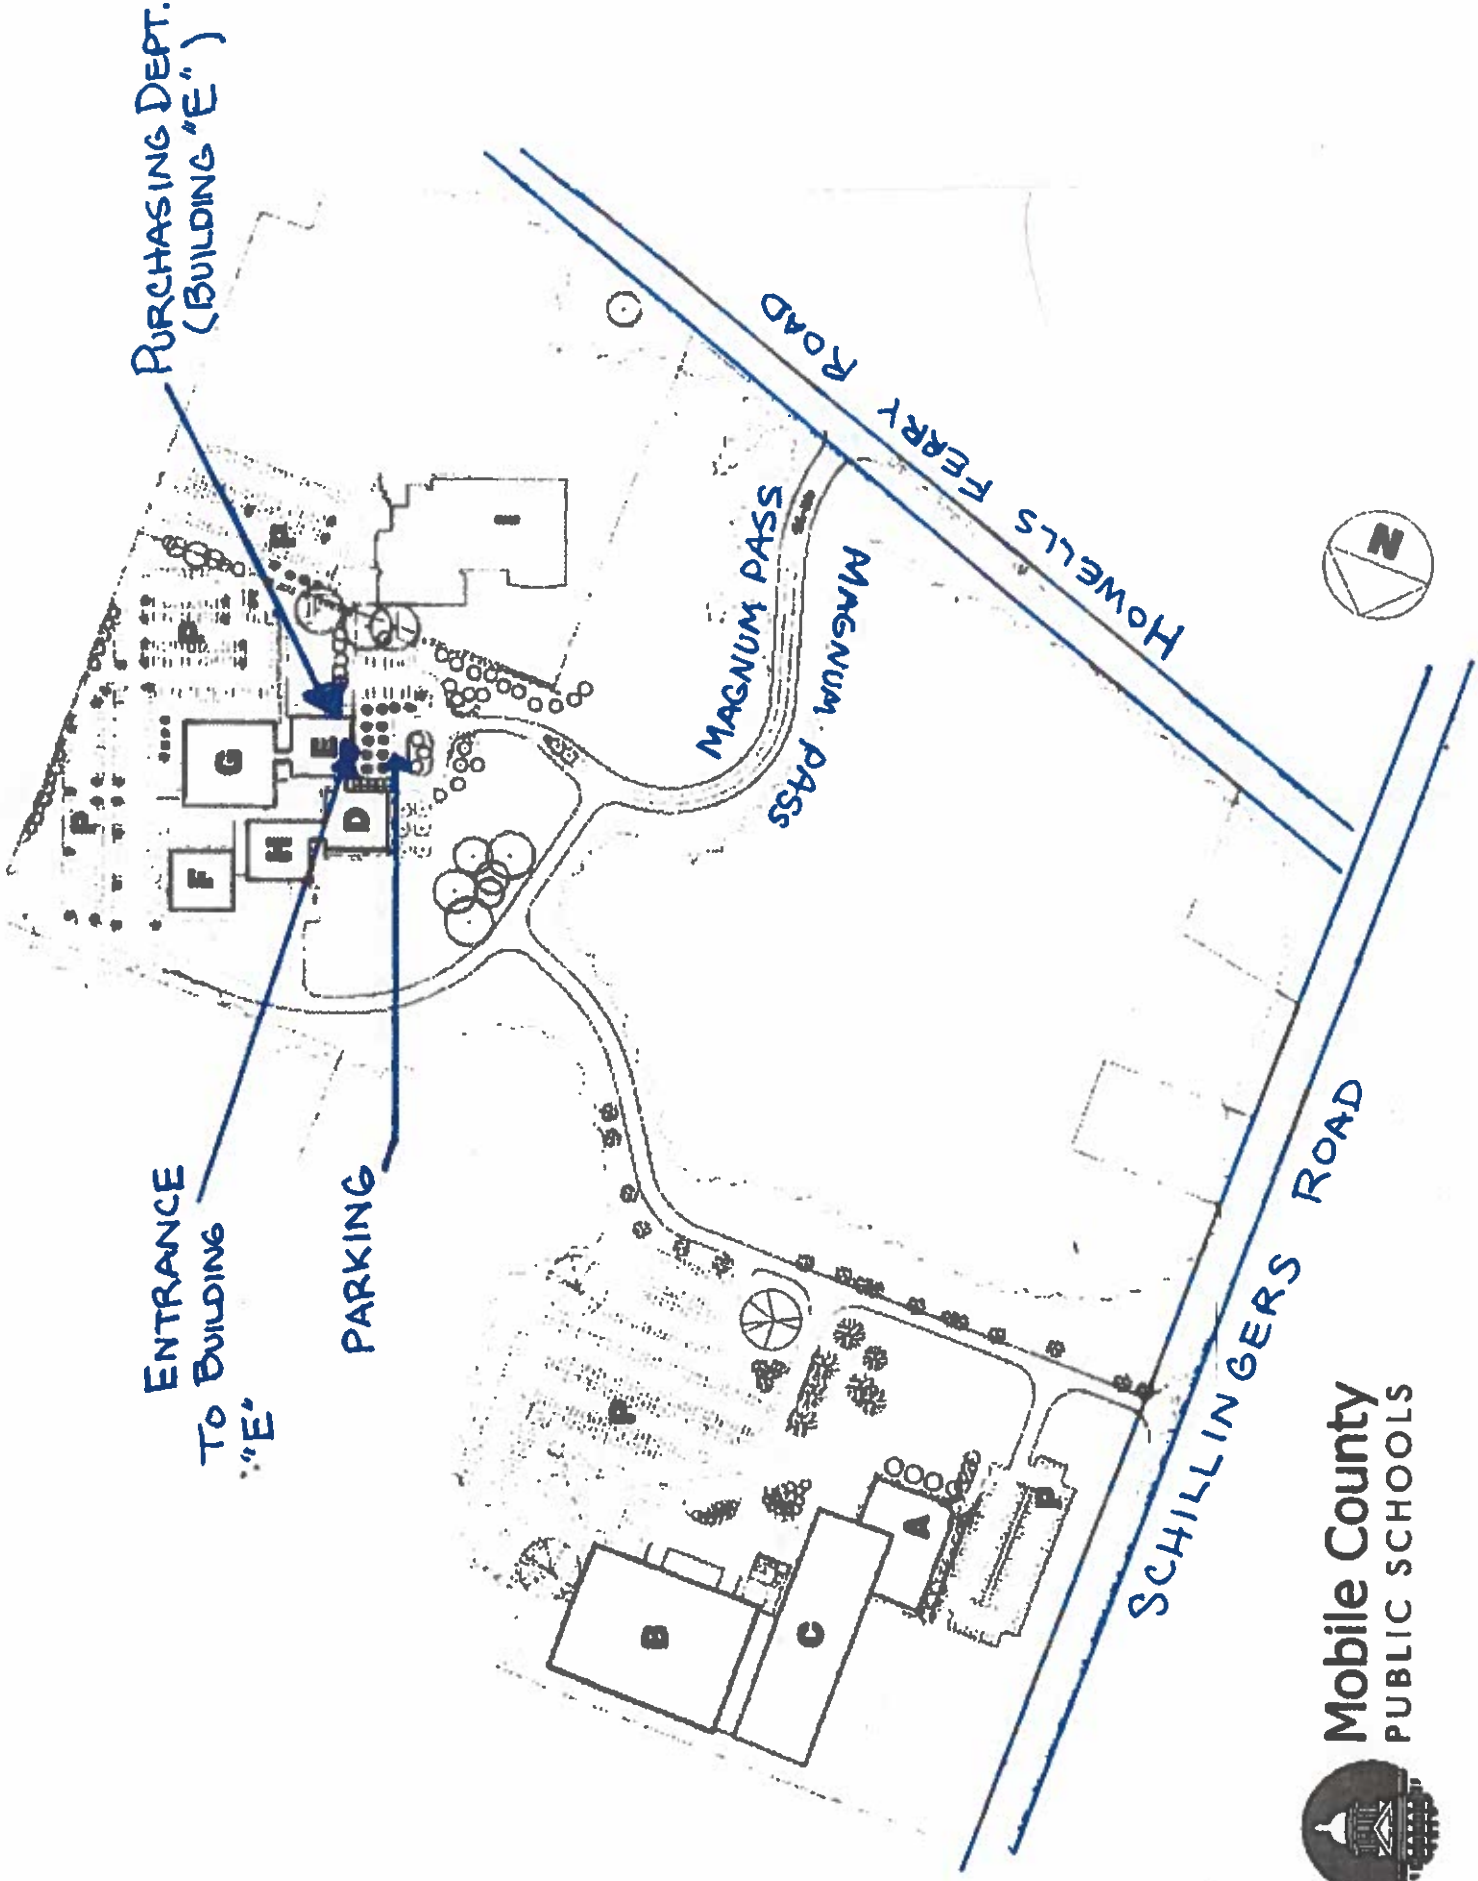 PURCHASING DEPT.
(BUILDING "E")
ENTRANCE
TO BUILDING
"E"
PARKING
P
P
P
G
E
F
H
D
I
MAGNUM PASS
MAGNUM PASS
HOWELLS FERRY ROAD
N
P
B
C
A
P
SCHILLINGERS ROAD
Mobile County
PUBLIC SCHOOLS